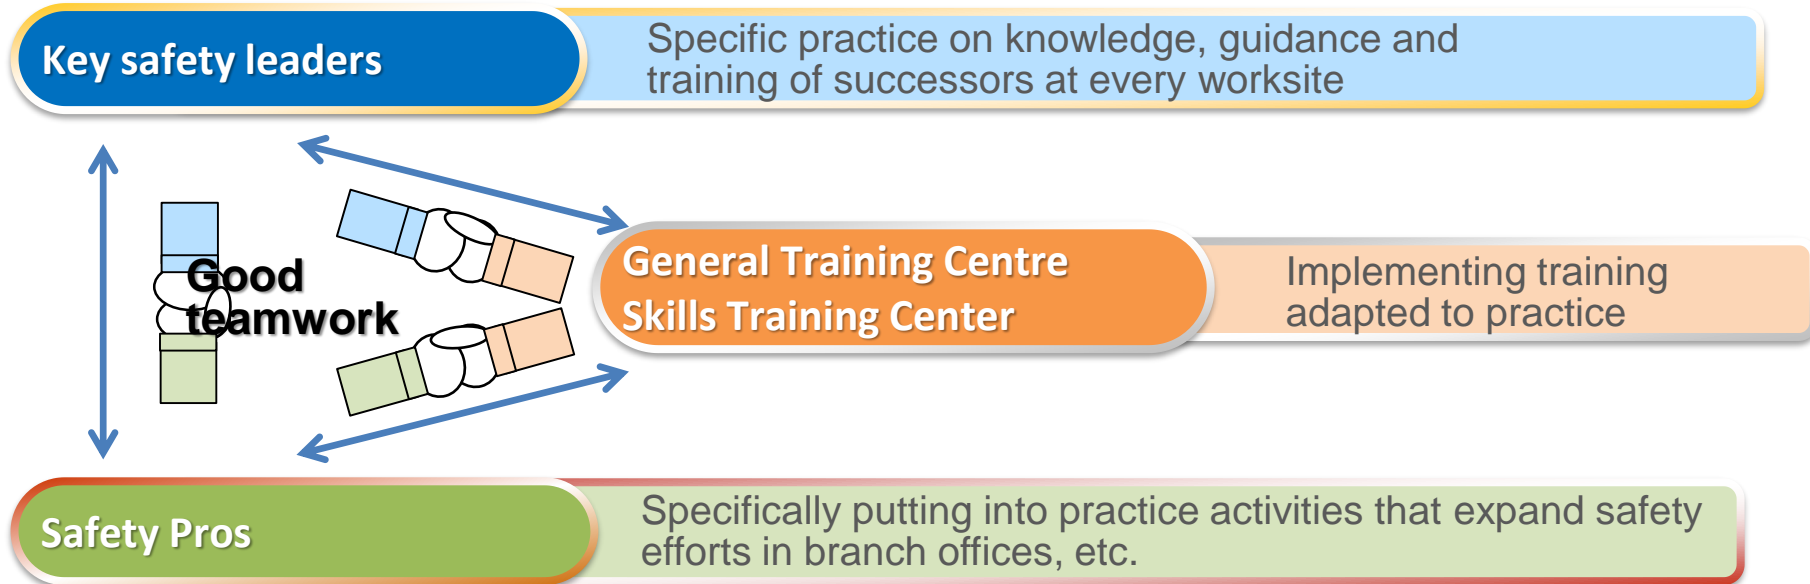 Key safety leaders
Specific practice on knowledge, guidance and
training of successors at every worksite
Good
teamwork
General Training Centre
Skills Training Center
Implementing training
adapted to practice
Safety Pros
Specifically putting into practice activities that expand safety
efforts in branch offices, etc.